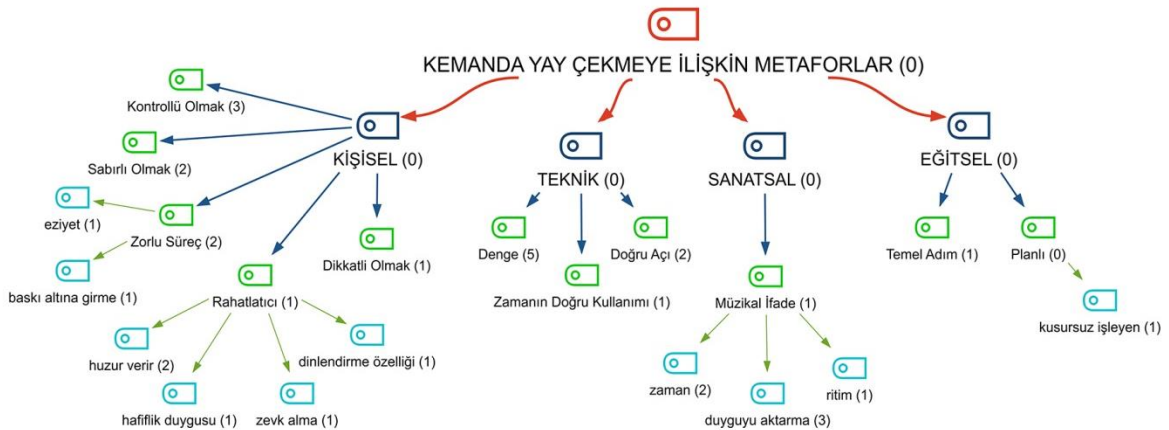 KEMANDA YAY ÇEKMEYE İLİŞKİN METAFORLAR (0)
KİŞİSEL (0)
Kontrollü Olmak (3)
Sabırlı Olmak (2)
Zorlu Süreç (2)
eziyet (1)
baskı altına girme (1)
Rahatlatıcı (1)
huzur verir (2)
hafiflik duygusu (1)
zevk alma (1)
dinlendirme özelliği (1)
Dikkatli Olmak (1)
TEKNİK (0)
Denge (5)
Zamanın Doğru Kullanımı (1)
Doğru Açı (2)
SANATSAL (0)
Müzikal İfade (1)
zaman (2)
duyguyu aktarma (3)
ritim (1)
EĞİTSEL (0)
Temel Adım (1)
Planlı (0)
kusursuz işleyen (1)